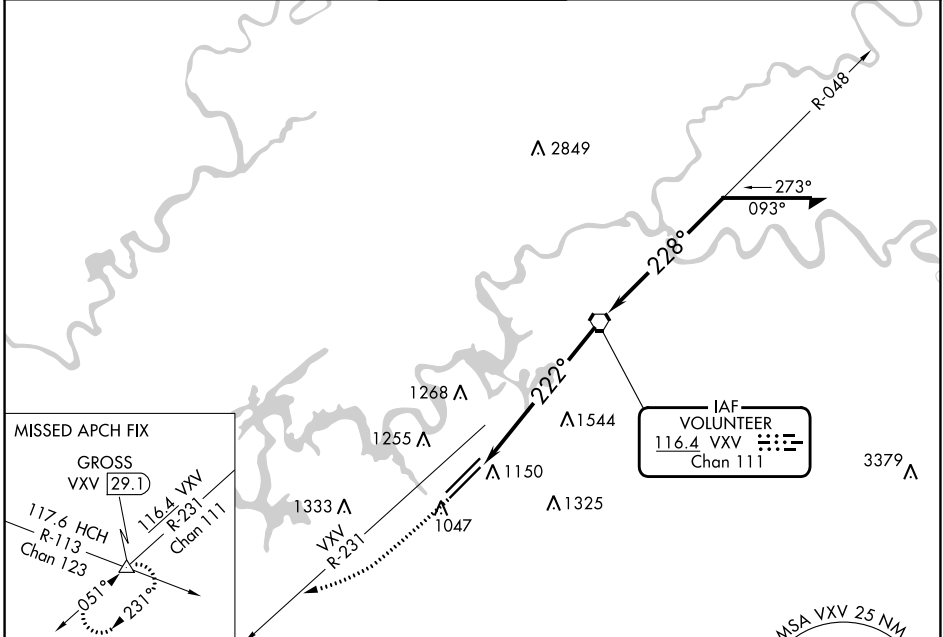 R-048
2849
273°
093°
228°
222°
1268
1544
1255
IAF
VOLUNTEER
116.4 VXV
Chan 111
3379
1150
1333
1325
1047
VXV
R-231
MISSED APCH FIX
GROSS
VXV 29.1
116.4 VXV
R-231
Chan 111
117.6 HCH
R-113
Chan 123
051°
231°
MSA VXV 25 NM